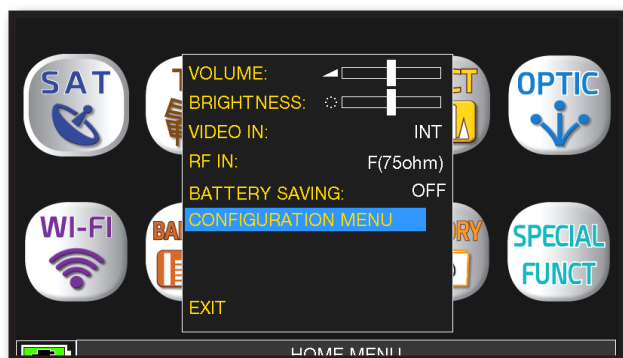 SAT
OPTIC
VOLUME:
BRIGHTNESS:
VIDEO IN: INT
RF IN: F(75ohm)
BATTERY SAVING: OFF
CONFIGURATION MENU
EXIT
WI-FI
SPECIAL
FUNCT
HOME MENU